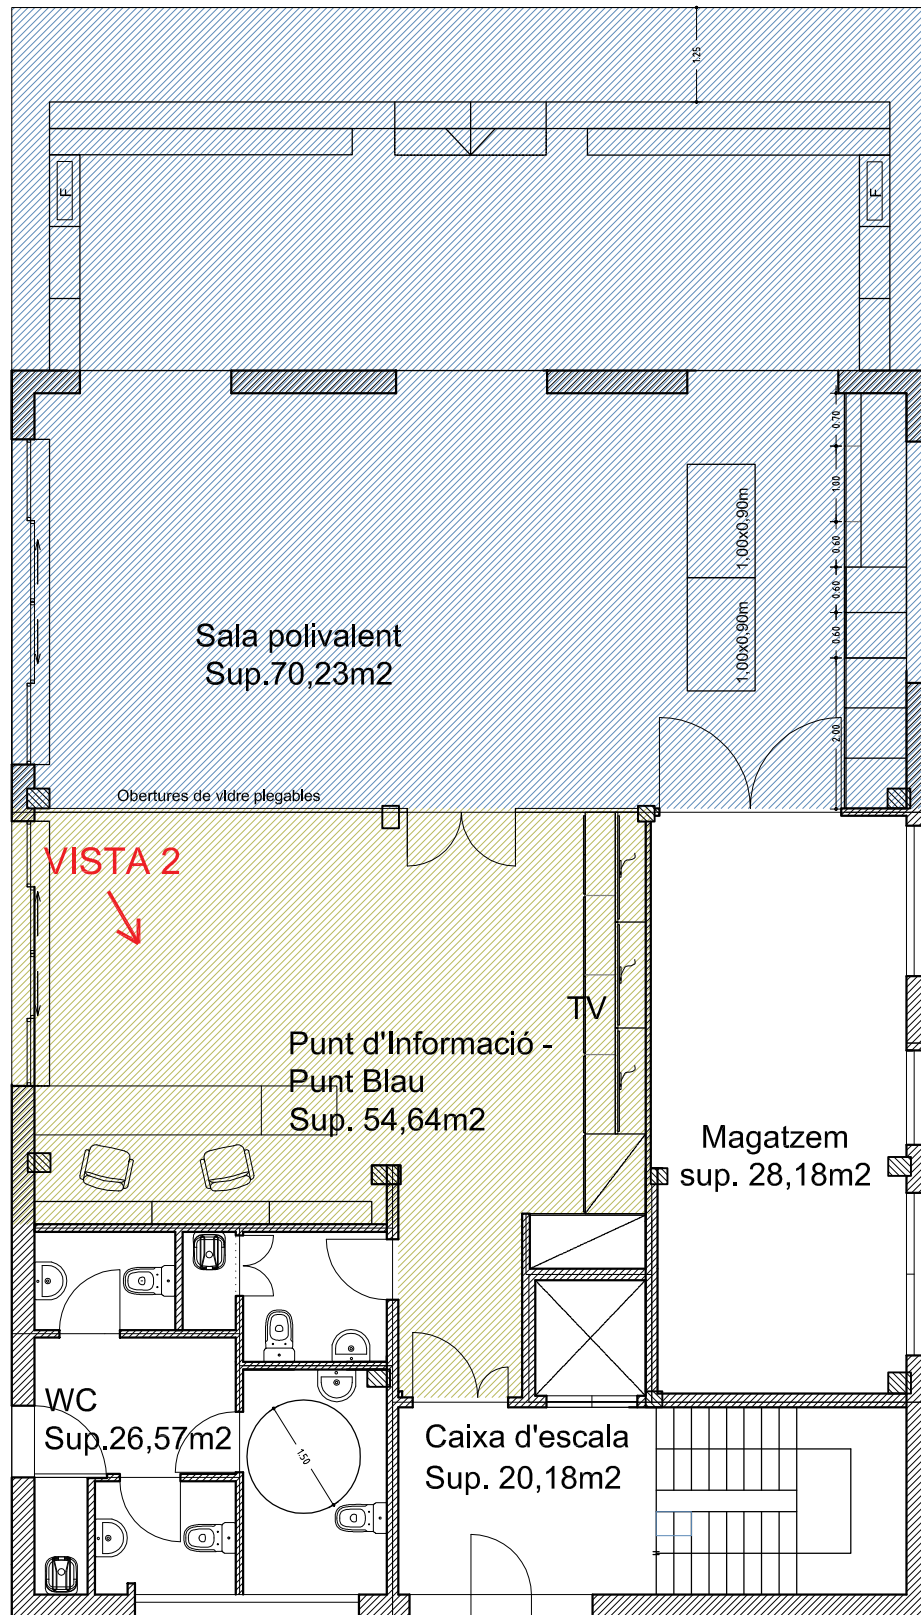 1.25
F
F
0.70
1.00
0.60
0.60
0.60
2.00
1,00x0,90m
1,00x0,90m
Sala polivalent
Sup.70,23m2
Obertures de vidre plegables
VISTA 2
TV
Punt d'Informació -
Punt Blau
Sup. 54,64m2
Magatzem
sup. 28,18m2
WC
Sup.26,57m2
1.50
Caixa d'escala
Sup. 20,18m2